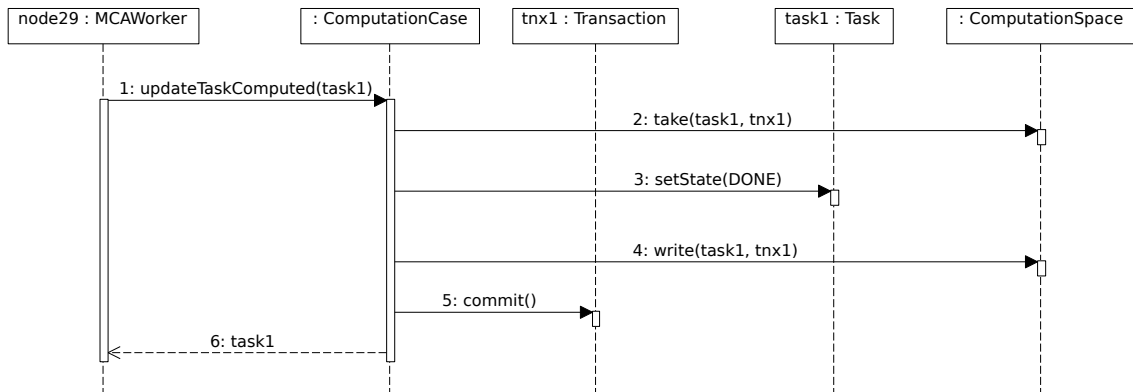 node29 : MCAWorker
: ComputationCase
tnx1 : Transaction
task1 : Task
: ComputationSpace
1: updateTaskComputed(task1)
2: take(task1, tnx1)
3: setState(DONE)
4: write(task1, tnx1)
5: commit()
6: task1